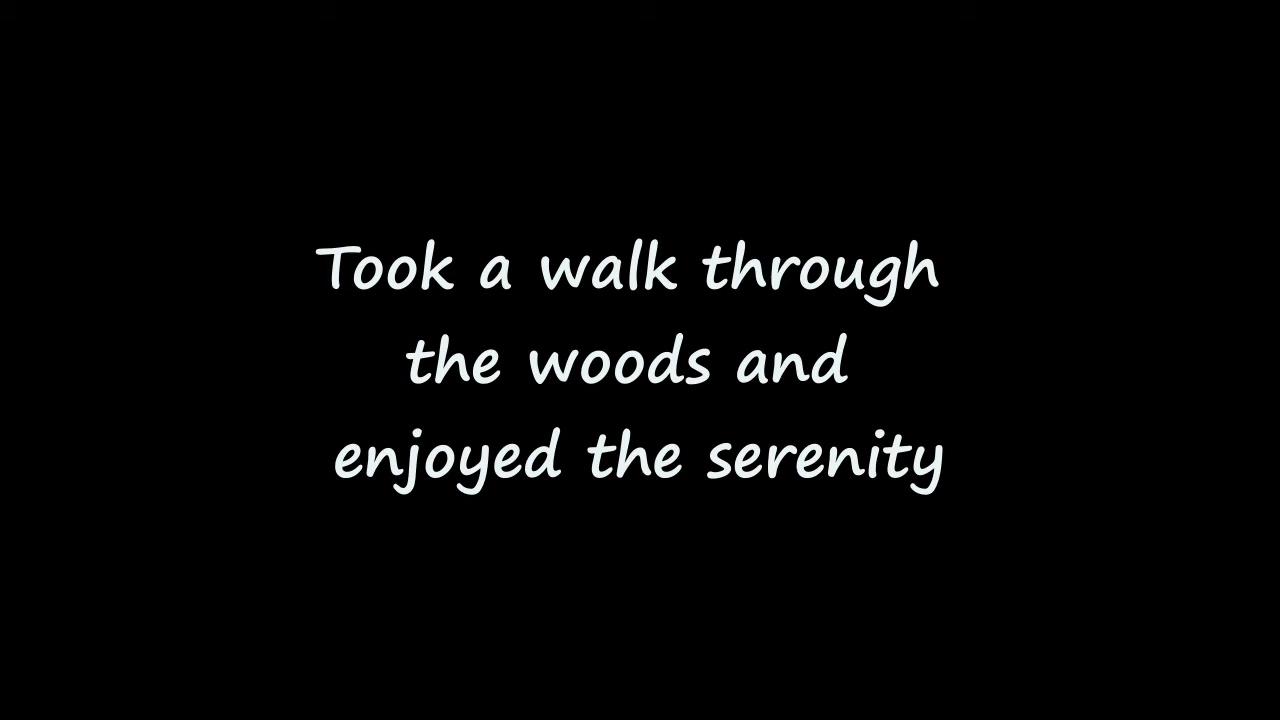 Took a walk through
the woods and
enjoyed the serenity